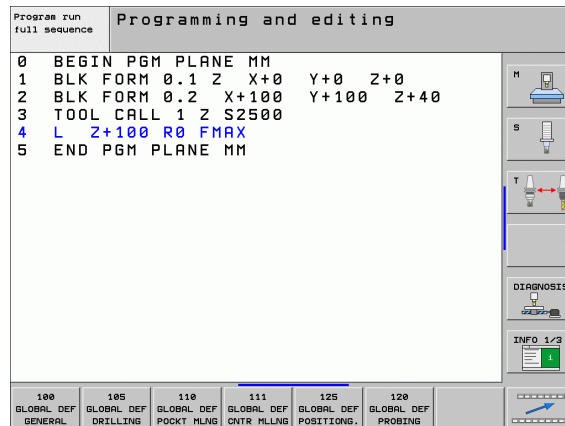 Program run
full sequence
Programming and editing
0 BEGIN PGM PLANE MM
1 BLK FORM 0.1 Z X+0 Y+0 Z+0
2 BLK FORM 0.2 X+100 Y+100 Z+40
3 TOOL CALL 1 Z S2500
4 L Z+100 R0 FMAX
5 END PGM PLANE MM
M
S
T
DIAGNOSIS
INFO 1/3
i
100
GLOBAL DEF
GENERAL
105
GLOBAL DEF
DRILLING
110
GLOBAL DEF
POCKT MLNG
111
GLOBAL DEF
CNTR MLLNG
125
GLOBAL DEF
POSITIONG.
120
GLOBAL DEF
PROBING